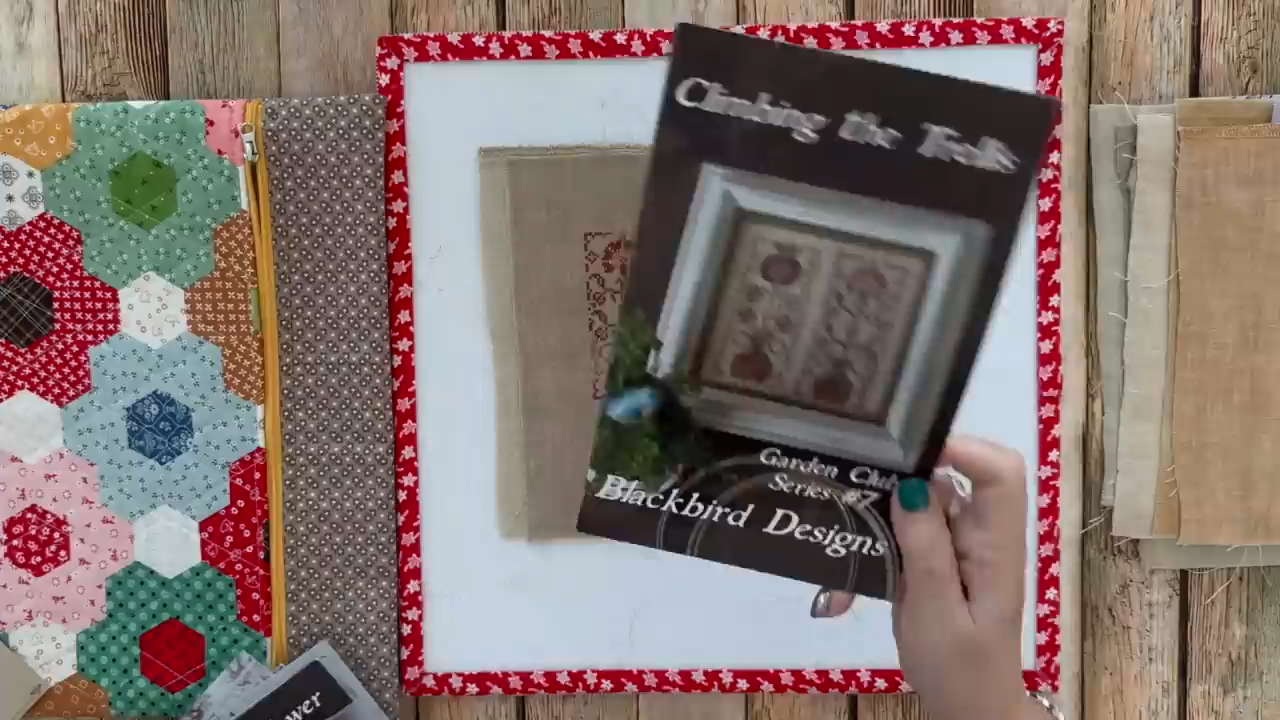 Climbing the Trellis
Garden Club
Series #7
Blackbird Designs
ower